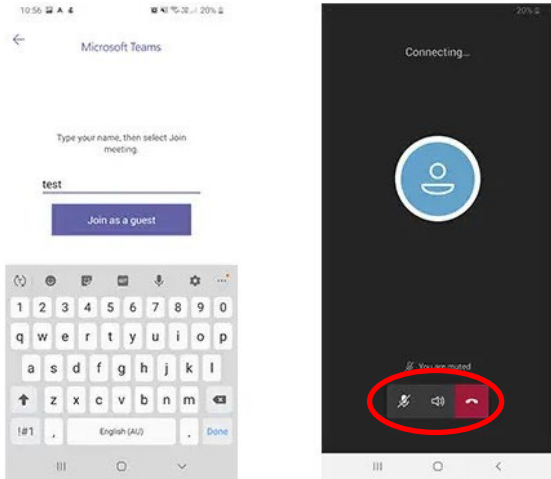 10:56
20%
Microsoft Teams
Type your name, then select Join
meeting.
test
Join as a guest
1 2 3 4 5 6 7 8 9 0
q w e r t y u i o p
a s d f g h j k l
z x c v b n m
!#1 , English (AU) . Done
20%
Connecting...
You are muted